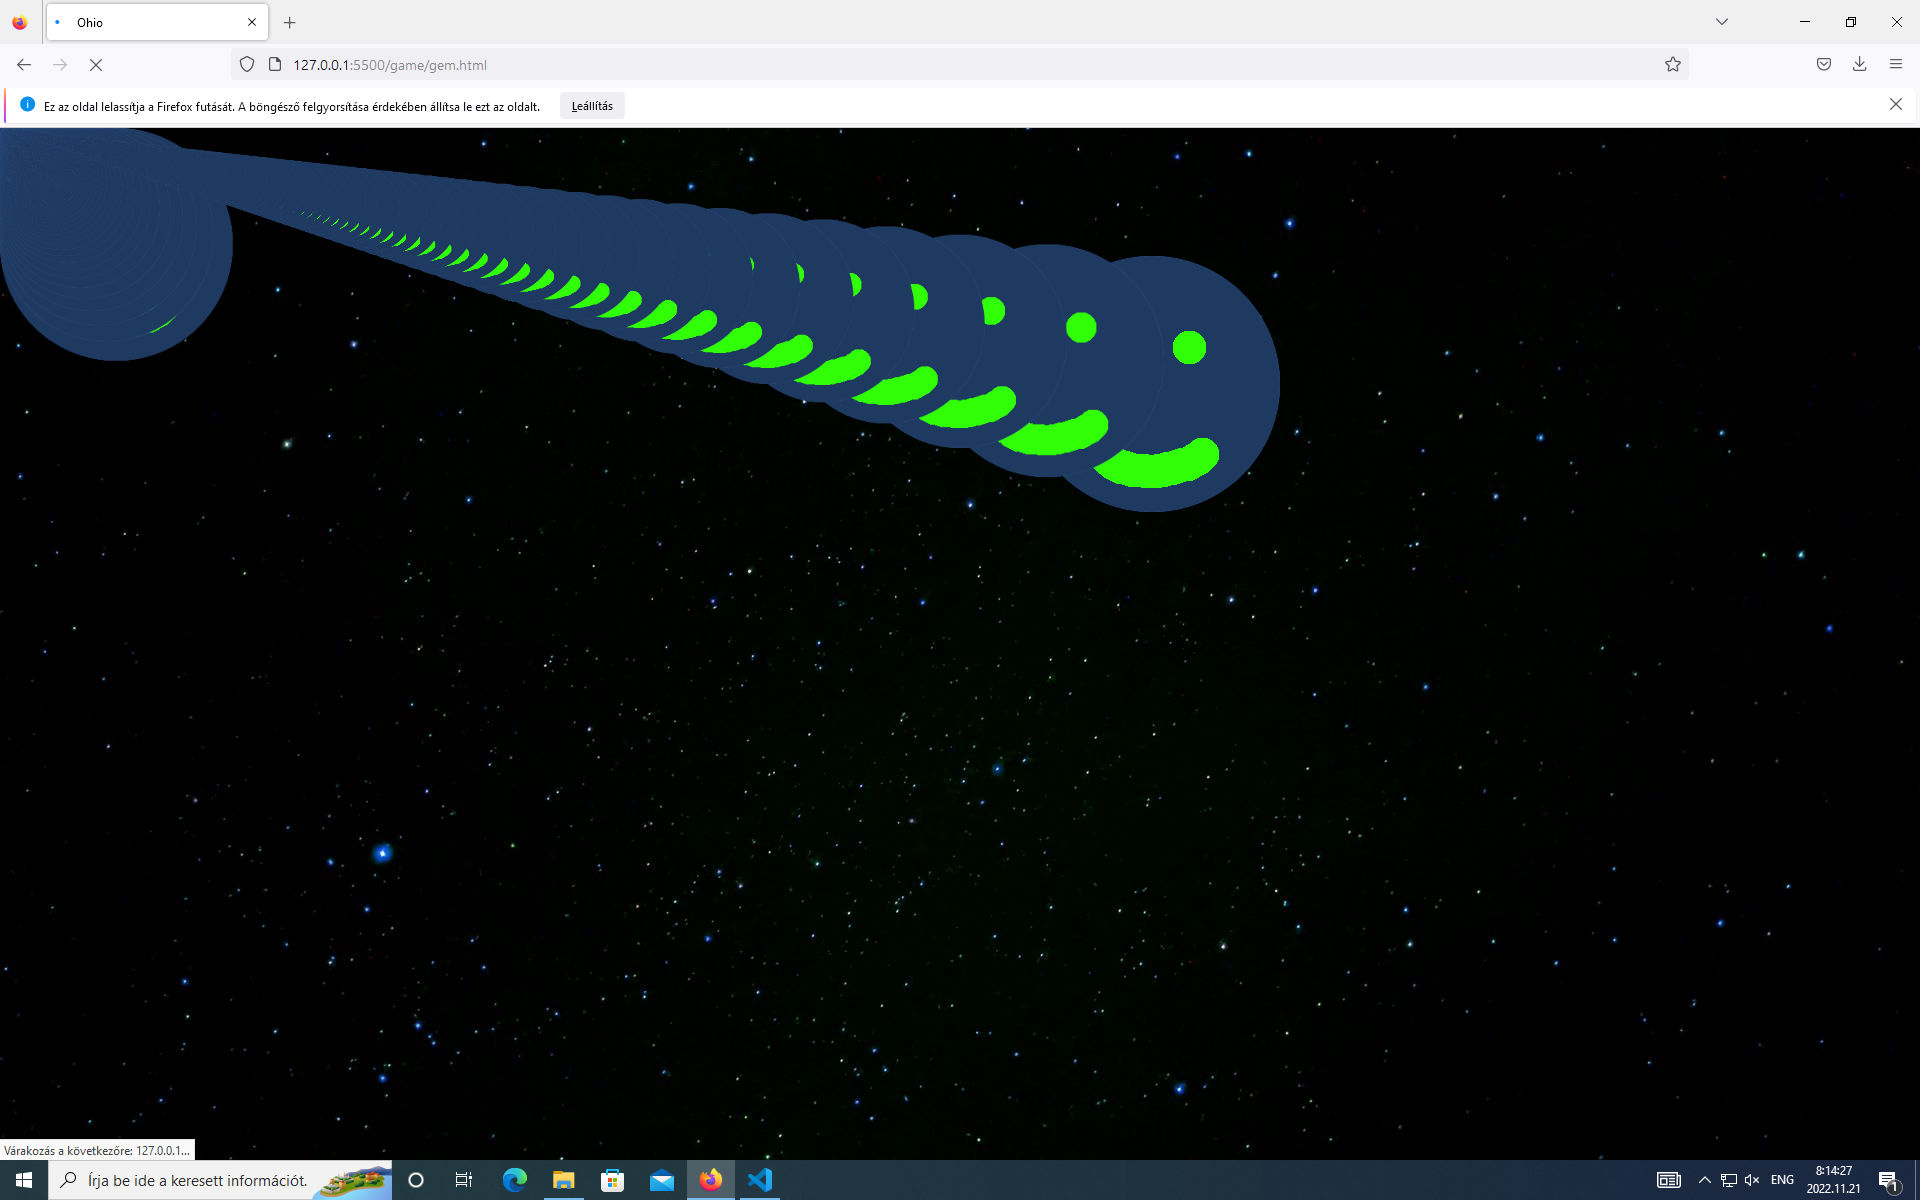 Ohio
127.0.0.1:5500/game/gem.html
Ez az oldal lelassítja a Firefox futását. A böngésző felgyorsítása érdekében állítsa le ezt az oldalt.
Leállítás
Várakozás a következőre: 127.0.0.1...
Írja be ide a keresett információt.
ENG
8:14:27
2022.11.21
1